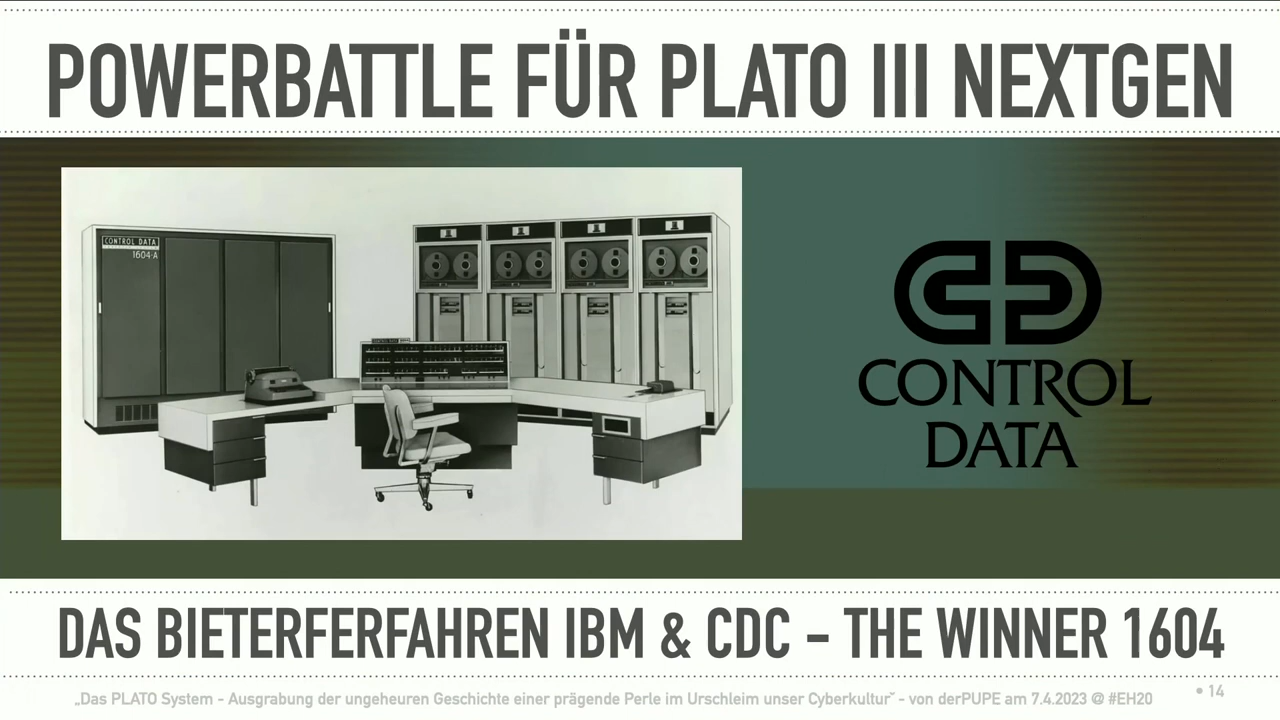 POWERBATTLE FÜR PLATO III NEXTGEN
CONTROL DATA
1604-A
CONTROL
DATA
DAS BIETERFERFAHREN IBM & CDC – THE WINNER 1604
„Das PLATO System - Ausgrabung der ungeheuren Geschichte einer prägende Perle im Urschleim unser Cyberkultur˜ - von derPUPE am 7.4.2023 @ #EH20
• 14